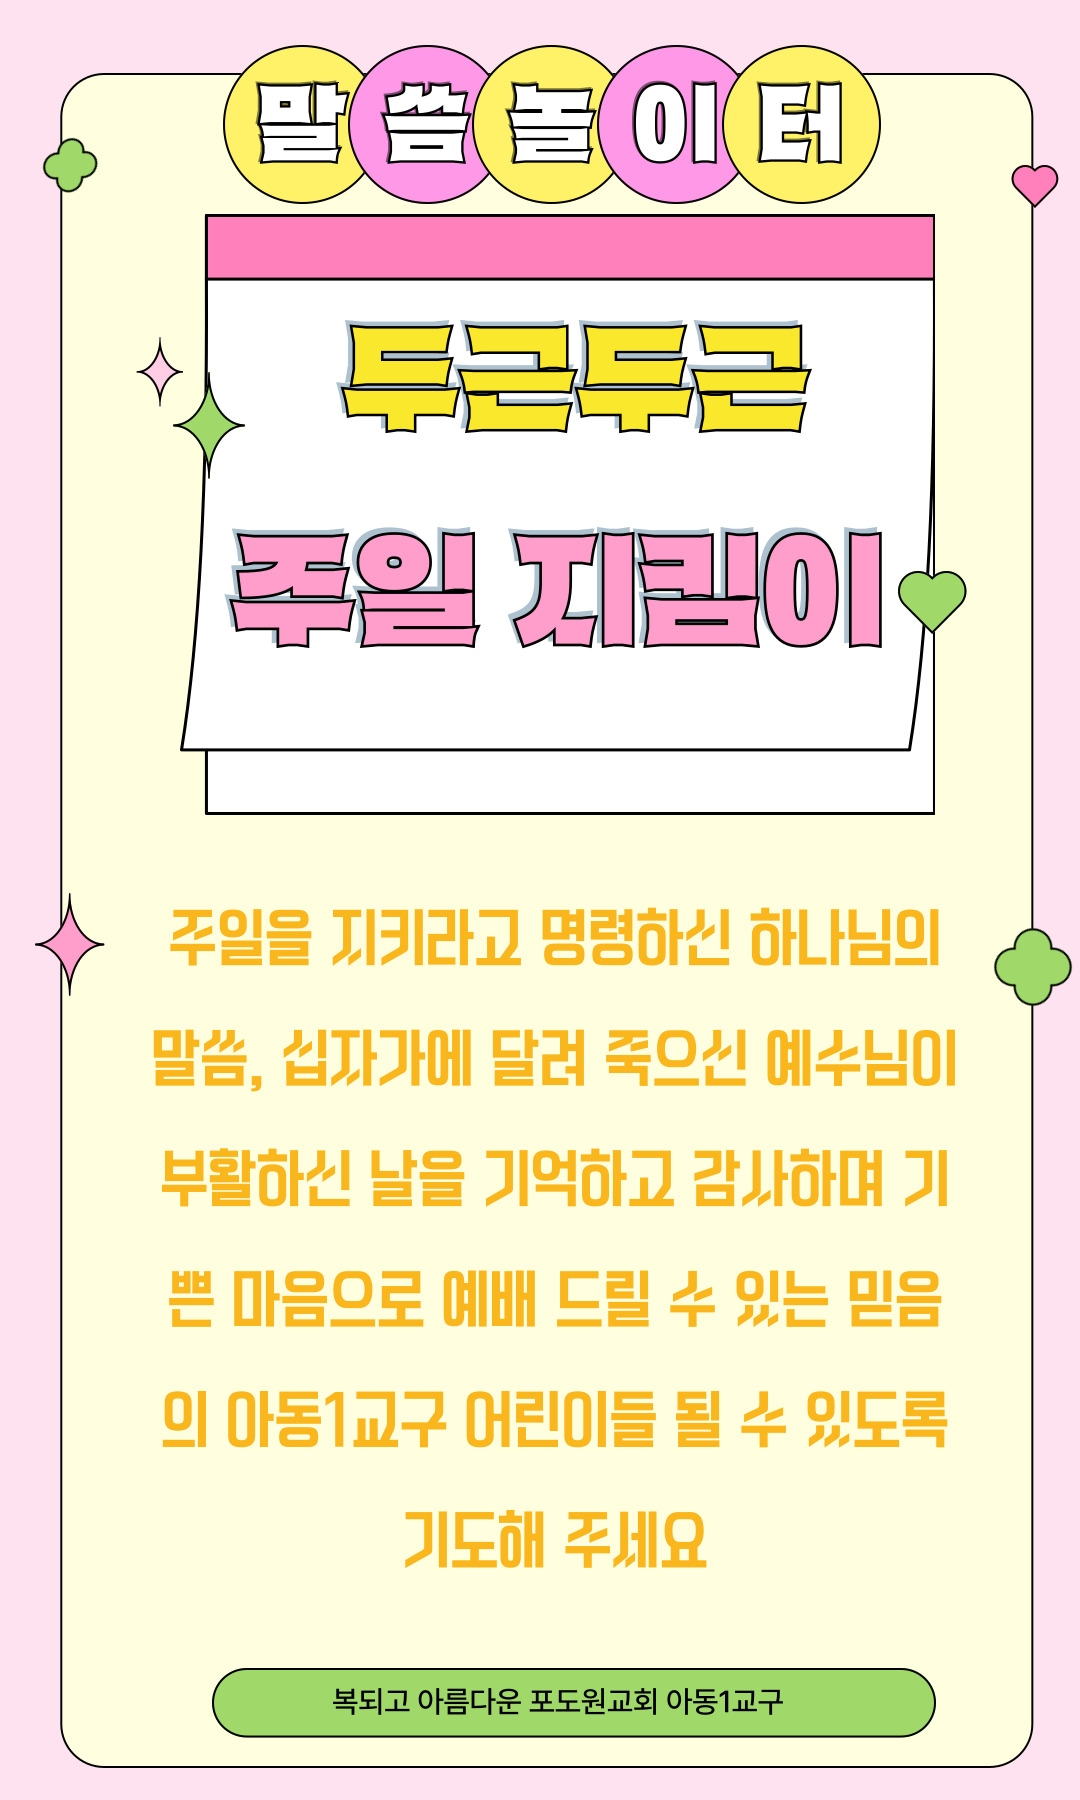 말씀놀이터
두근두근
주일 지킴이
주일을 지키라고 명령하신 하나님의
말씀, 십자가에 달려 죽으신 예수님이
부활하신 날을 기억하고 감사하며 기
쁜 마음으로 예배 드릴 수 있는 믿음
의 아동1교구 어린이들 될 수 있도록
기도해 주세요
복되고 아름다운 포도원교회 아동1교구